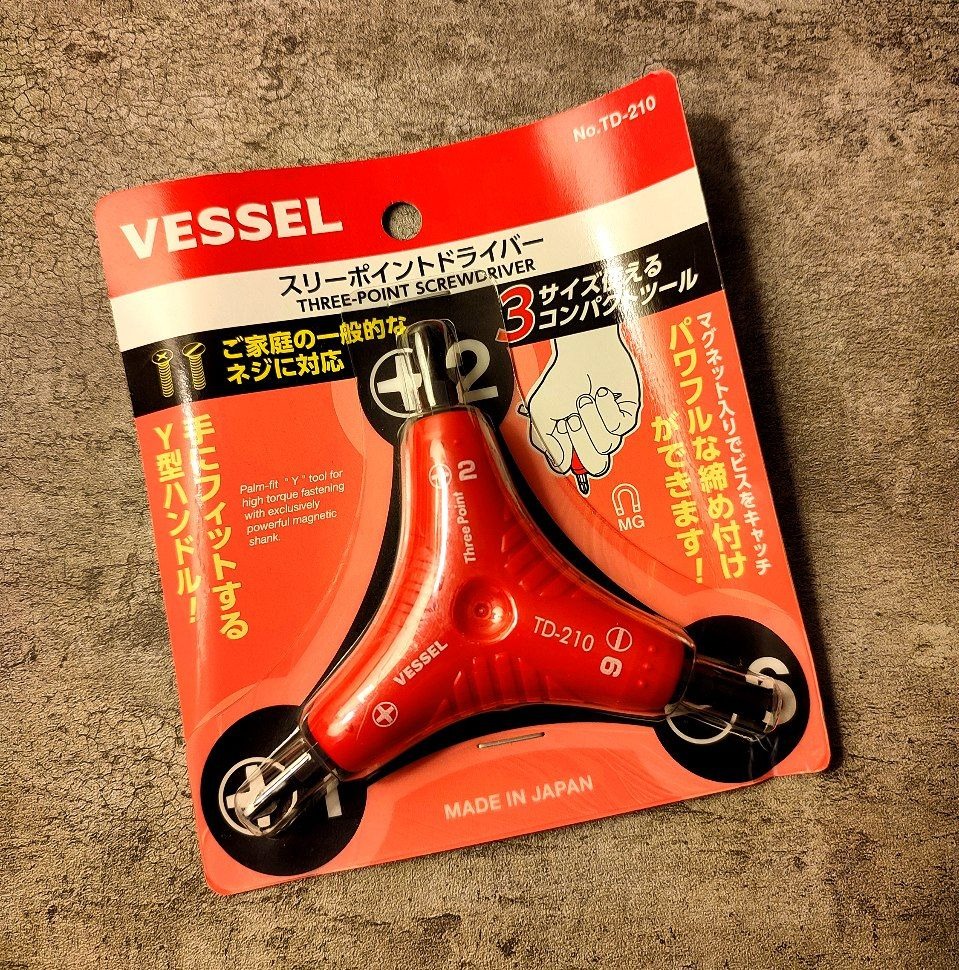 No.TD-210
VESSEL
スリーポイントドライバー
THREE-POINT SCREWDRIVER
ご家庭の一般的な
ネジに対応
3サイズ使える
コンパクトツール
2
手にフィットする
Y型ハンドル！
Palm-fit "Y" tool for
high torque fastening
with exclusively
powerful magnetic
shank.
マグネット入りでビスをキャッチ
パワフルな締め付け
ができます！
MG
Three Point 2
VESSEL
TD-210
6
1
6
MADE IN JAPAN